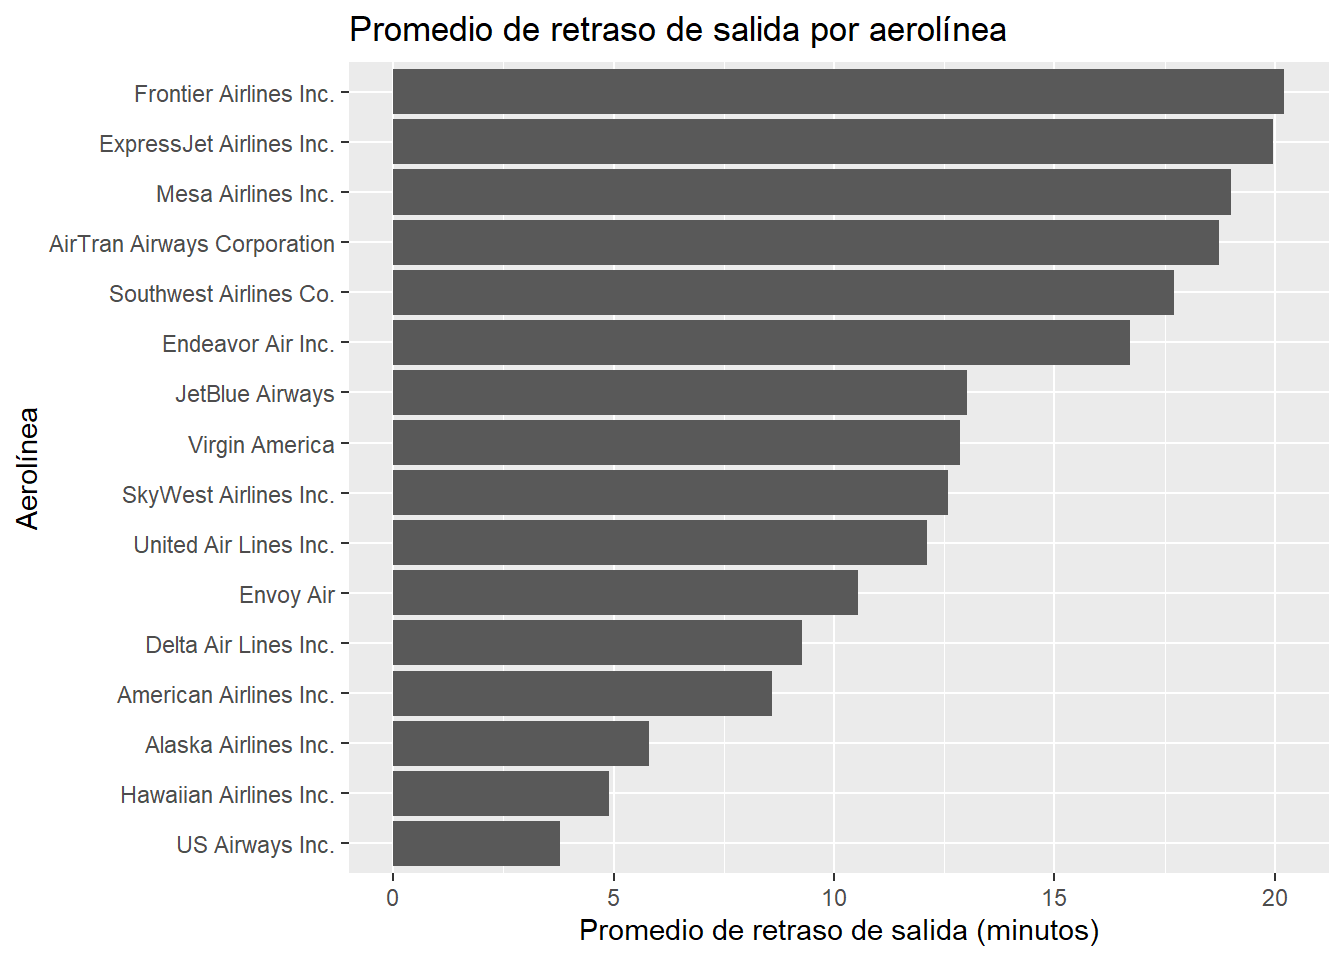 Promedio de retraso de salida por aerolínea
Aerolínea
Frontier Airlines Inc.
ExpressJet Airlines Inc.
Mesa Airlines Inc.
AirTran Airways Corporation
Southwest Airlines Co.
Endeavor Air Inc.
JetBlue Airways
Virgin America
SkyWest Airlines Inc.
United Air Lines Inc.
Envoy Air
Delta Air Lines Inc.
American Airlines Inc.
Alaska Airlines Inc.
Hawaiian Airlines Inc.
US Airways Inc.
0 5 10 15 20
Promedio de retraso de salida (minutos)